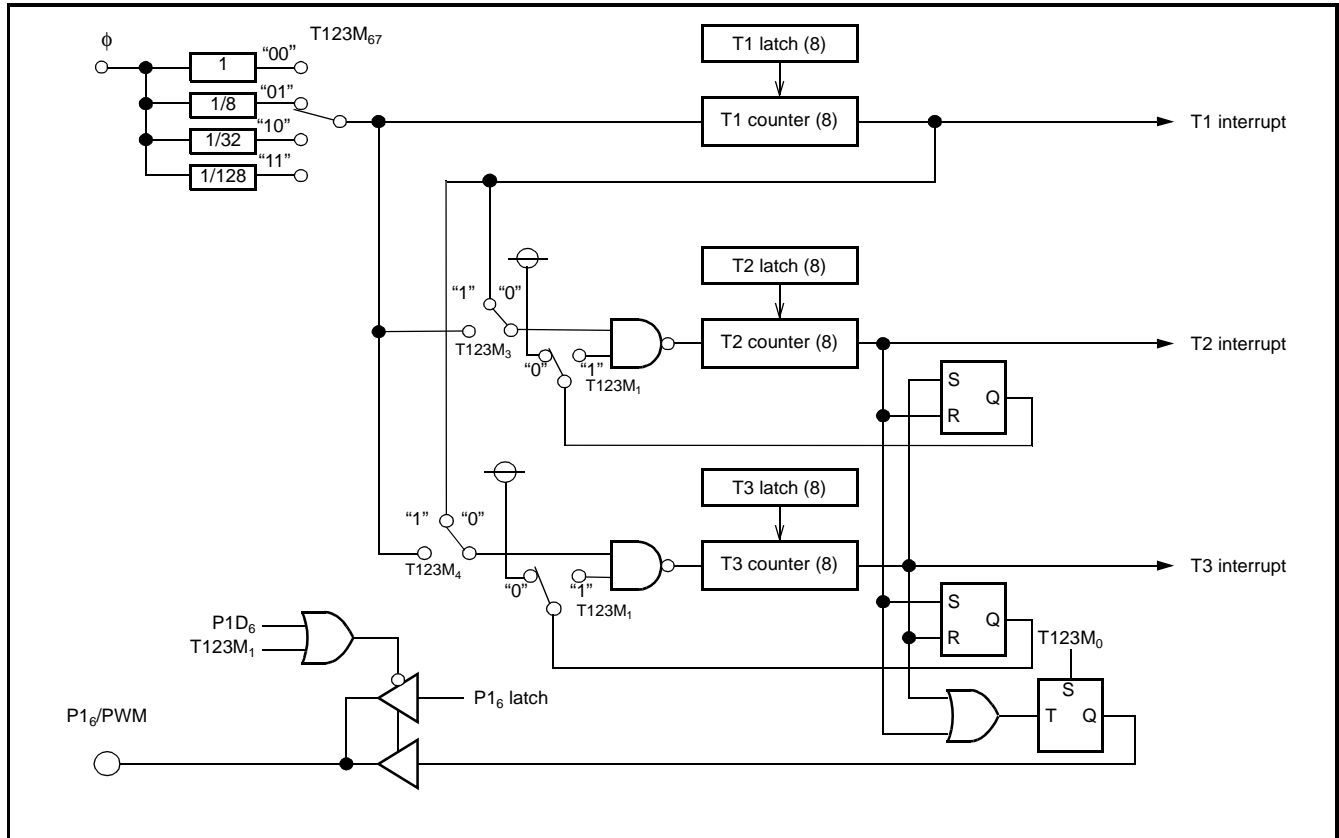 ϕ
T123M67
1
“00”
1/8
“01”
1/32
“10”
1/128
“11”
T1 latch (8)
T1 counter (8)
T1 interrupt
T2 latch (8)
“1” “0”
T123M3
“0”
“1”
T123M1
T2 counter (8)
T2 interrupt
S
Q
R
T3 latch (8)
“1” “0”
T123M4
“0”
“1”
T123M1
T3 counter (8)
T3 interrupt
S
Q
R
P1D6
T123M1
T123M0
S
T Q
P16 latch
P16/PWM